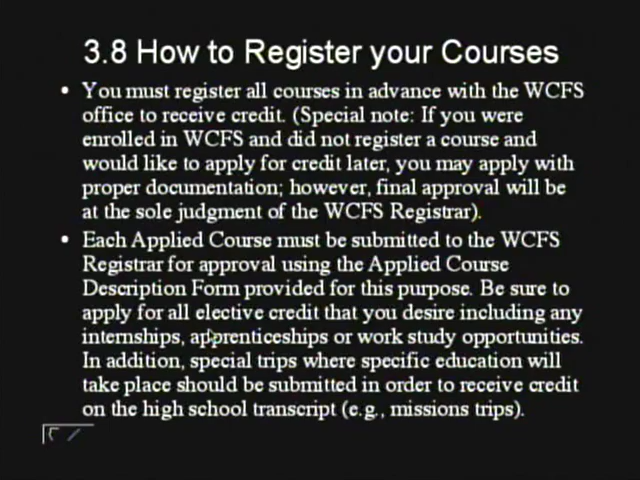 3.8 How to Register your Courses
• You must register all courses in advance with the WCFS
office to receive credit. (Special note: If you were
enrolled in WCFS and did not register a course and
would like to apply for credit later, you may apply with
proper documentation; however, final approval will be
at the sole judgment of the WCFS Registrar).
• Each Applied Course must be submitted to the WCFS
Registrar for approval using the Applied Course
Description Form provided for this purpose. Be sure to
apply for all elective credit that you desire including any
internships, apprenticeships or work study opportunities.
In addition, special trips where specific education will
take place should be submitted in order to receive credit
on the high school transcript (e.g., missions trips).